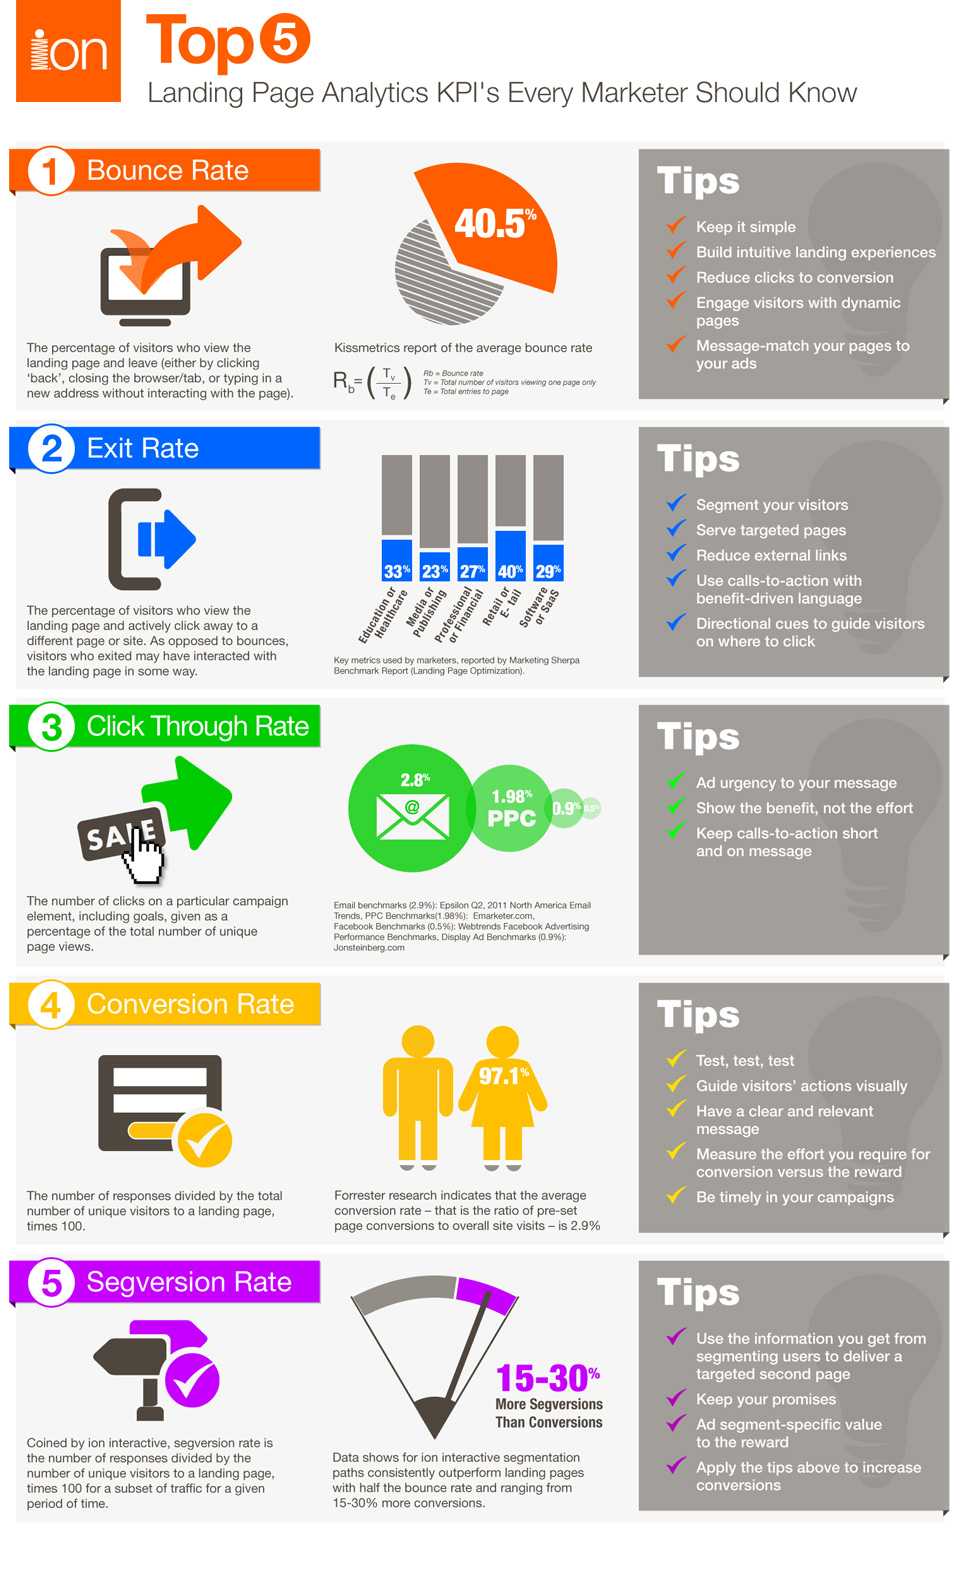 ion
Top 5
Landing Page Analytics KPI's Every Marketer Should Know
1 Bounce Rate
The percentage of visitors who view the
landing page and leave (either by clicking
‘back’, closing the browser/tab, or typing in a
new address without interacting with the page).
40.5%
Kissmetrics report of the average bounce rate
Rb = ( Tv / Te )
Rb = Bounce rate
Tv = Total number of visitors viewing one page only
Te = Total entries to page
Tips
Keep it simple
Build intuitive landing experiences
Reduce clicks to conversion
Engage visitors with dynamic
pages
Message-match your pages to
your ads
2 Exit Rate
The percentage of visitors who view the
landing page and actively click away to a
different page or site. As opposed to bounces,
visitors who exited may have interacted with
the landing page in some way.
33% 23% 27% 40% 29%
Education or
Healthcare
Media or
Publishing
Professional
or Financial
Retail or
E- tail
Software
or SaaS
Key metrics used by marketers, reported by Marketing Sherpa
Benchmark Report (Landing Page Optimization).
Tips
Segment your visitors
Serve targeted pages
Reduce external links
Use calls-to-action with
benefit-driven language
Directional cues to guide visitors
on where to click
3 Click Through Rate
SALE
The number of clicks on a particular campaign
element, including goals, given as a
percentage of the total number of unique
page views.
2.8%
@
1.98%
PPC
0.9%
0.5%
Email benchmarks (2.9%): Epsilon Q2, 2011 North America Email
Trends, PPC Benchmarks(1.98%): Emarketer.com,
Facebook Benchmarks (0.5%): Webtrends Facebook Advertising
Performance Benchmarks, Display Ad Benchmarks (0.9%):
Jonsteinberg.com
Tips
Ad urgency to your message
Show the benefit, not the effort
Keep calls-to-action short
and on message
4 Conversion Rate
The number of responses divided by the total
number of unique visitors to a landing page,
times 100.
97.1%
Forrester research indicates that the average
conversion rate – that is the ratio of pre-set
page conversions to overall site visits – is 2.9%
Tips
Test, test, test
Guide visitors’ actions visually
Have a clear and relevant
message
Measure the effort you require for
conversion versus the reward
Be timely in your campaigns
5 Segversion Rate
Coined by ion interactive, segversion rate is
the number of responses divided by the
number of unique visitors to a landing page,
times 100 for a subset of traffic for a given
period of time.
15-30%
More Segversions
Than Conversions
Data shows for ion interactive segmentation
paths consistently outperform landing pages
with half the bounce rate and ranging from
15-30% more conversions.
Tips
Use the information you get from
segmenting users to deliver a
targeted second page
Keep your promises
Ad segment-specific value
to the reward
Apply the tips above to increase
conversions